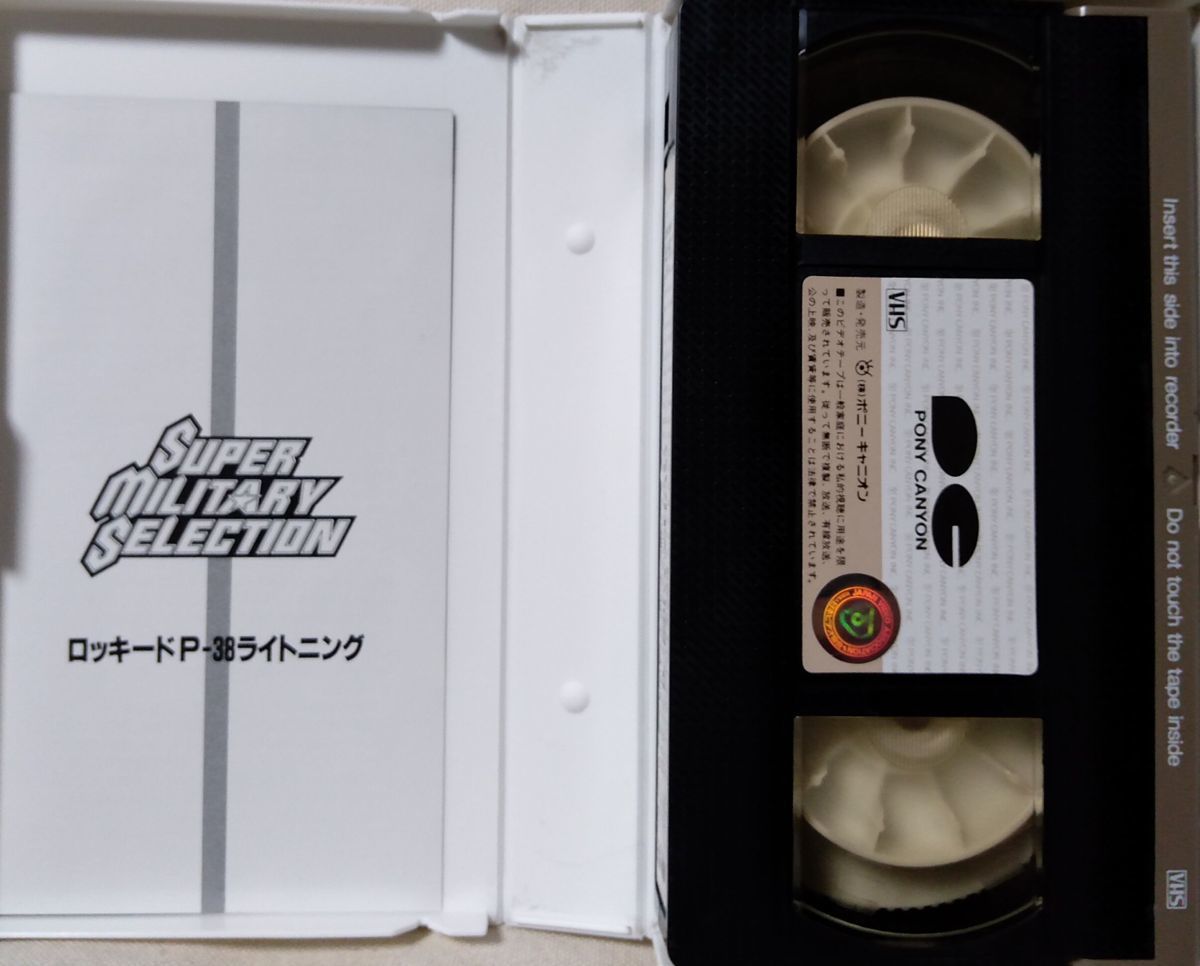 SUPER
MILITARY
SELECTION
ロッキードP-38ライトニング
PONY CANYON
VHS
製造・発売元 (株)ポニーキャニオン
■このビデオテープは一般家庭における私的視聴に用途を限
って販売されています。従って無断で複製、放送、有線放送、
公の上映、及び賃貸等に使用することは法律で禁止されています。
Insert this side into recorder Do not touch the tape inside
VHS